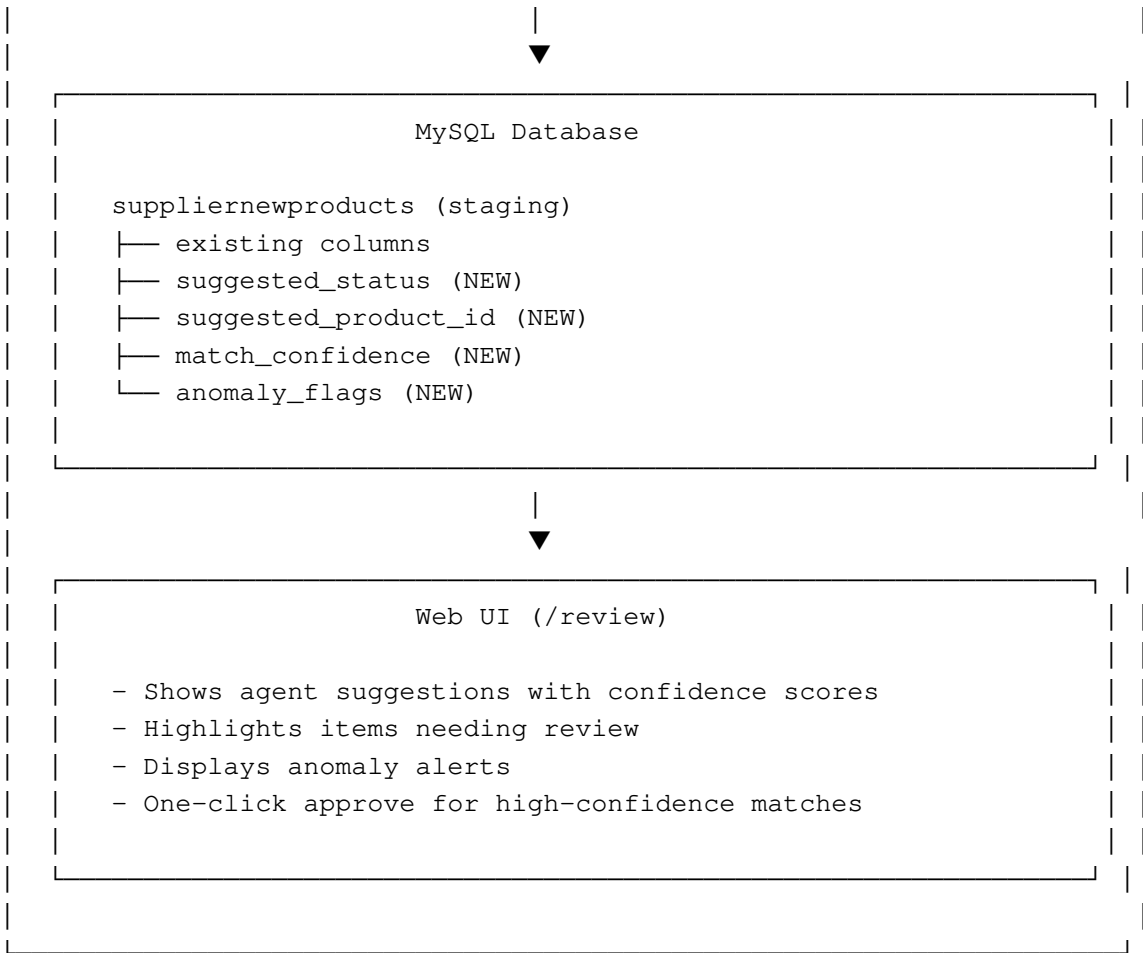 MySQL Database
suppliernewproducts (staging)
├── existing columns
├── suggested_status (NEW)
├── suggested_product_id (NEW)
├── match_confidence (NEW)
└── anomaly_flags (NEW)
Web UI (/review)
- Shows agent suggestions with confidence scores
- Highlights items needing review
- Displays anomaly alerts
- One-click approve for high-confidence matches